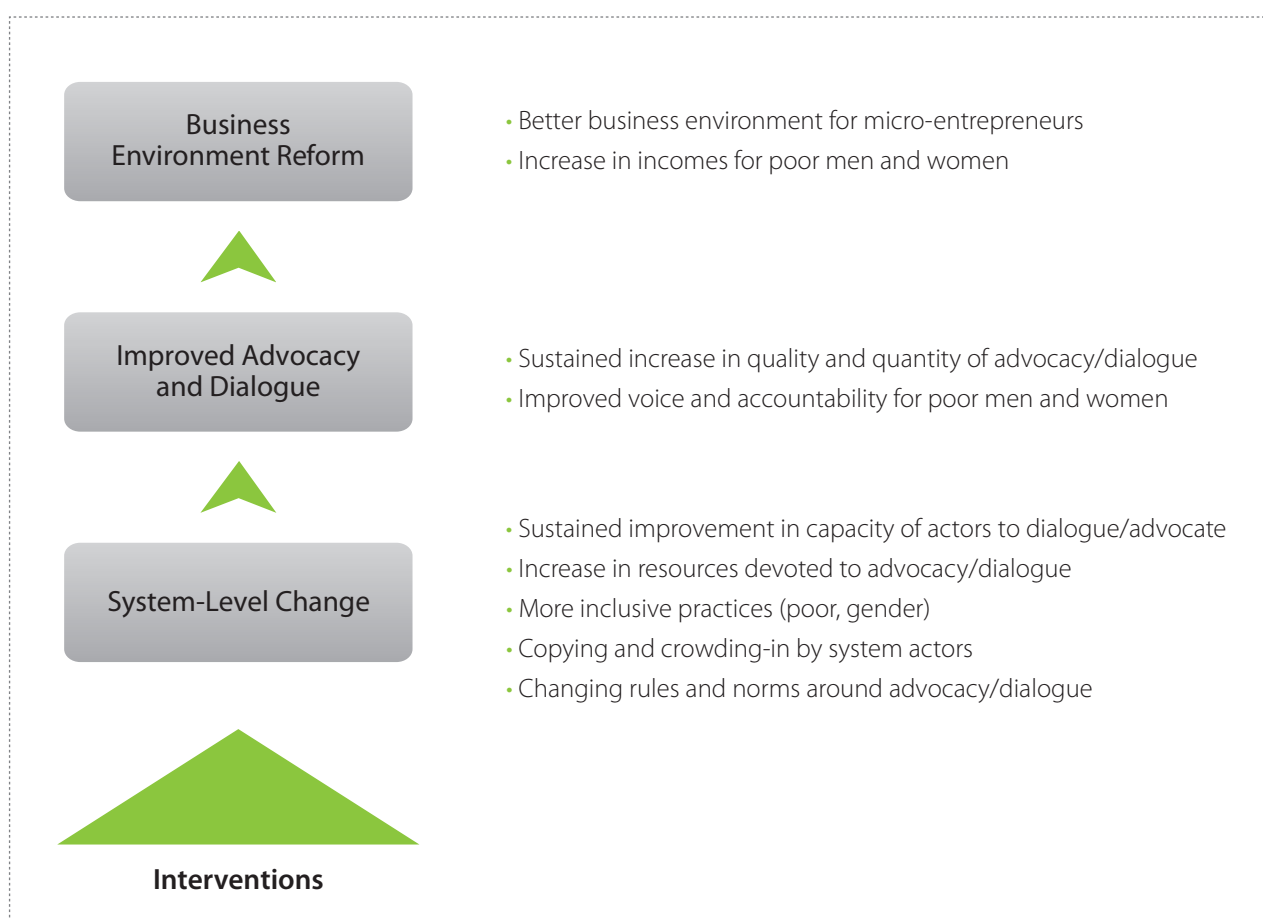 Business
Environment Reform
• Better business environment for micro-entrepreneurs
• Increase in incomes for poor men and women
Improved Advocacy
and Dialogue
• Sustained increase in quality and quantity of advocacy/dialogue
• Improved voice and accountability for poor men and women
System-Level Change
• Sustained improvement in capacity of actors to dialogue/advocate
• Increase in resources devoted to advocacy/dialogue
• More inclusive practices (poor, gender)
• Copying and crowding-in by system actors
• Changing rules and norms around advocacy/dialogue
Interventions